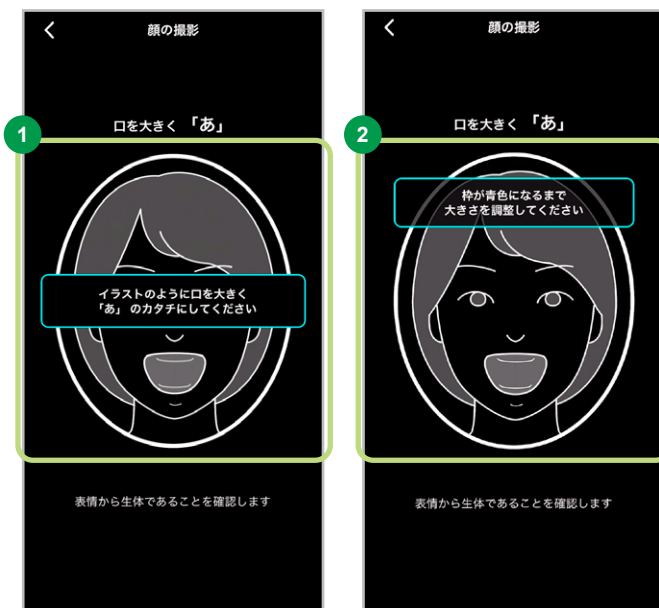 顔の撮影
1
口を大きく 「あ」
イラストのように口を大きく
「あ」 のカタチにしてください
表情から生体であることを確認します
顔の撮影
2
口を大きく 「あ」
枠が青色になるまで
大きさを調整してください
表情から生体であることを確認します